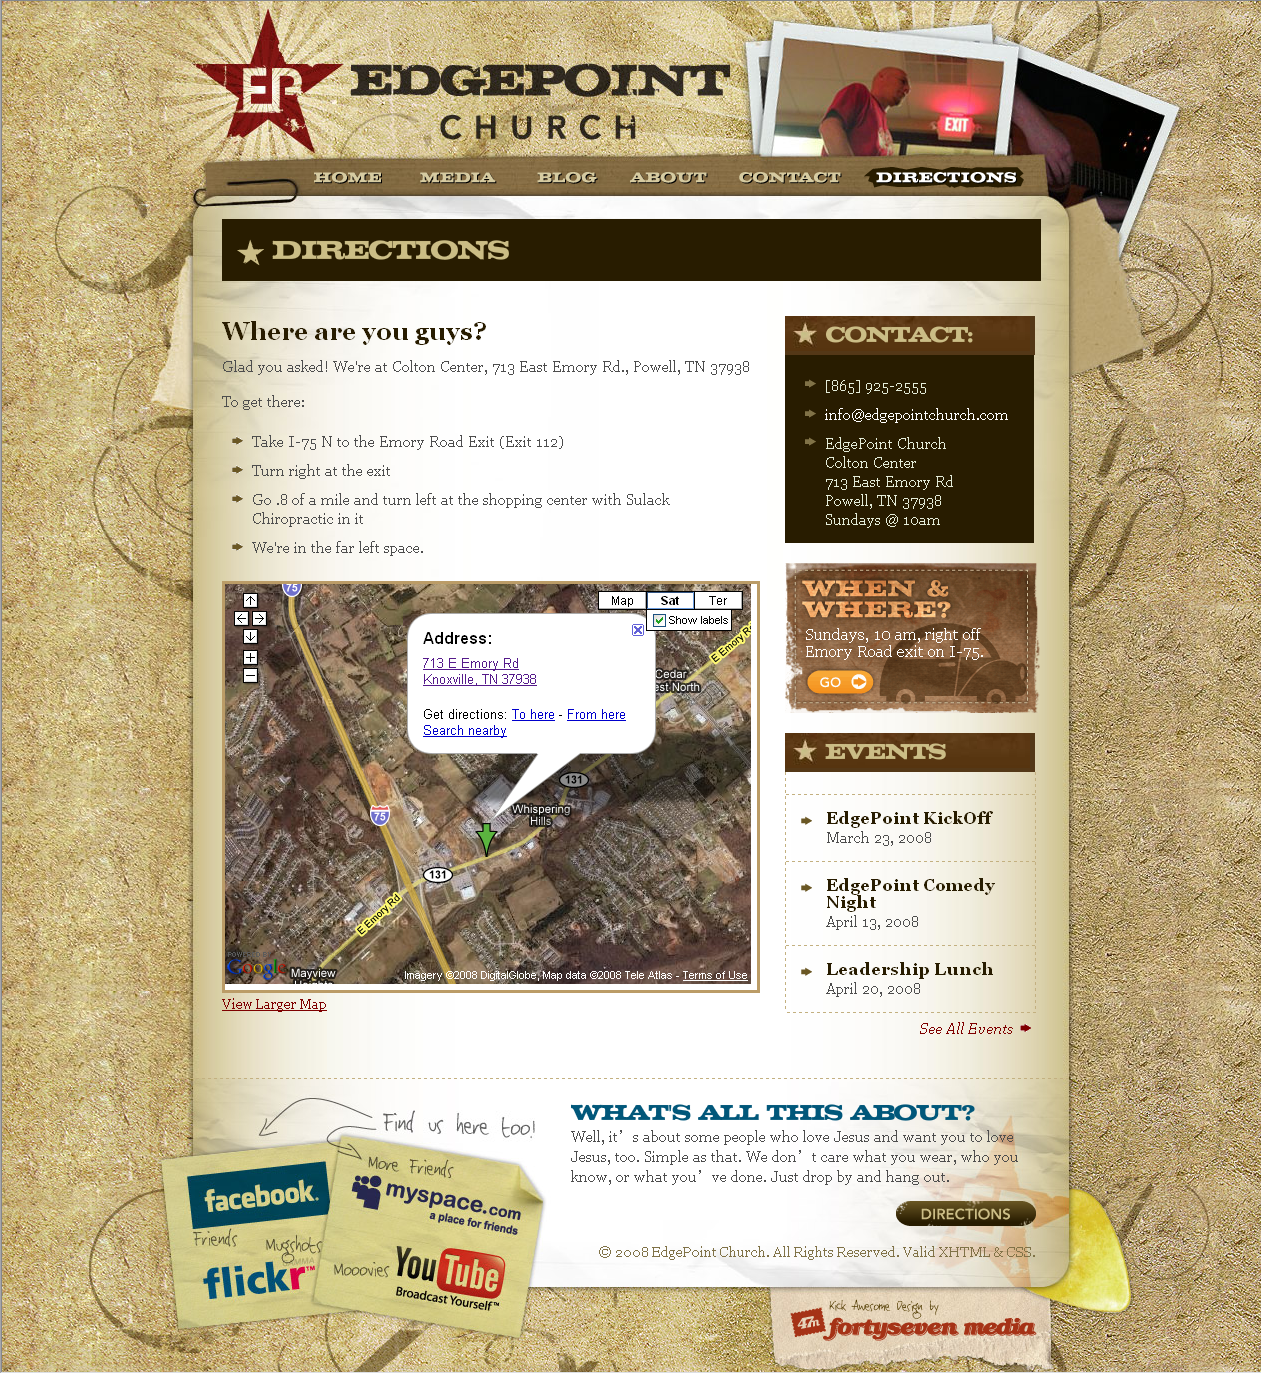 EP
EDGEPOINT
CHURCH
EXIT
HOME MEDIA BLOG ABOUT CONTACT DIRECTIONS
DIRECTIONS
Where are you guys?
Glad you asked! We're at Colton Center, 713 East Emory Rd., Powell, TN 37938
To get there:
Take I-75 N to the Emory Road Exit (Exit 112)
Turn right at the exit
Go .8 of a mile and turn left at the shopping center with Sulack
Chiropractic in it
We're in the far left space.
75
Map Sat Ter
Show labels
Address:
713 E Emory Rd
Knoxville, TN 37938
Get directions: To here - From here
Search nearby
E Emory Rd
Cedar
est North
131
Whispering
Hills
75
131
E Emory Rd
POWERED BY
Google
Mayview
Heights
Imagery ©2008 DigitalGlobe, Map data ©2008 Tele Atlas - Terms of Use
View Larger Map
CONTACT:
[865] 925-2555
info@edgepointchurch.com
EdgePoint Church
Colton Center
713 East Emory Rd
Powell, TN 37938
Sundays @ 10am
WHEN &
WHERE?
Sundays, 10 am, right off
Emory Road exit on I-75.
GO
EVENTS
EdgePoint KickOff
March 23, 2008
EdgePoint Comedy
Night
April 13, 2008
Leadership Lunch
April 20, 2008
See All Events
Find us here too!
facebook.
Friends
Mugshots
flickr™
More Friends
myspace.com
a place for friends
Mooovies
YouTube
Broadcast Yourself™
WHAT'S ALL THIS ABOUT?
Well, it's about some people who love Jesus and want you to love
Jesus, too. Simple as that. We don't care what you wear, who you
know, or what you've done. Just drop by and hang out.
DIRECTIONS
© 2008 EdgePoint Church. All Rights Reserved. Valid XHTML & CSS.
Kick Awesome Design by
47m
fortyseven media